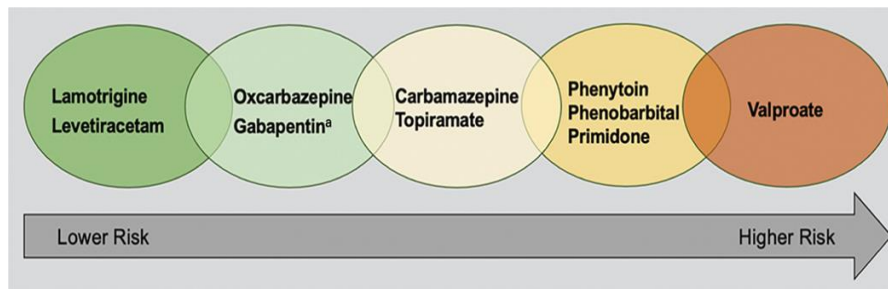 Lamotrigine
Levetiracetam
Oxcarbazepine
Gabapentinᵃ
Carbamazepine
Topiramate
Phenytoin
Phenobarbital
Primidone
Valproate
Lower Risk
Higher Risk